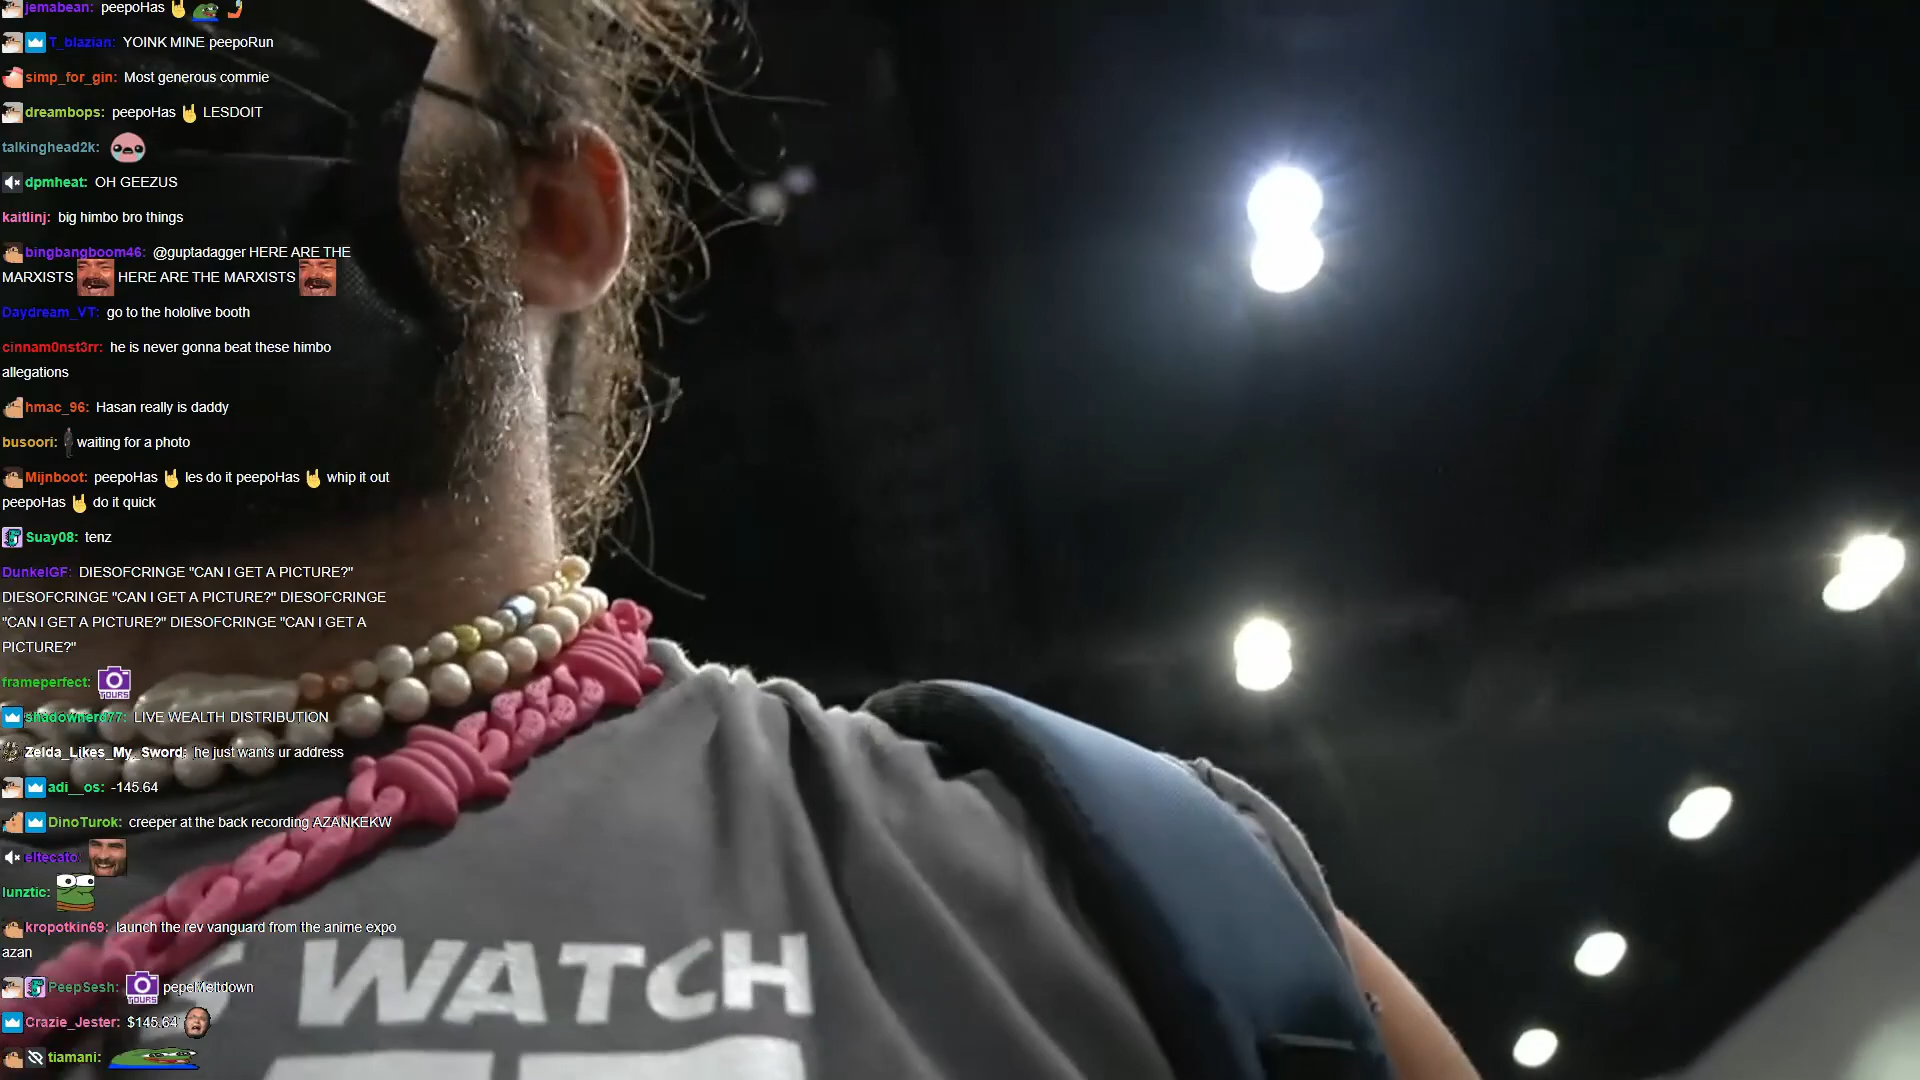 jemabean: peepoHas 🤘
T_blazian: YOINK MINE peepoRun
simp_for_gin: Most generous commie
dreambops: peepoHas 🤘 LESDOIT
talkinghead2k:
dpmheat: OH GEEZUS
kaitlinj: big himbo bro things
bingbangboom46: @guptadagger HERE ARE THE
MARXISTS HERE ARE THE MARXISTS
Daydream_VT: go to the hololive booth
cinnam0nst3rr: he is never gonna beat these himbo
allegations
hmac_96: Hasan really is daddy
busoori: waiting for a photo
Mijnboot: peepoHas 🤘 les do it peepoHas 🤘 whip it out
peepoHas 🤘 do it quick
Suay08: tenz
DunkelGF: DIESOFCRINGE "CAN I GET A PICTURE?"
DIESOFCRINGE "CAN I GET A PICTURE?" DIESOFCRINGE
"CAN I GET A PICTURE?" DIESOFCRINGE "CAN I GET A
PICTURE?"
frameperfect: TOURS
shadownerd77: LIVE WEALTH DISTRIBUTION
Zelda_Likes_My_Sword: he just wants ur address
adi__os: -145.64
DinoTurok: creeper at the back recording AZANKEKW
eltecato:
lunztic:
kropotkin69: launch the rev vanguard from the anime expo
azan
PeepSesh: TOURS pepeMeltdown
Crazie_Jester: $145.64
tiamani:
WATCH